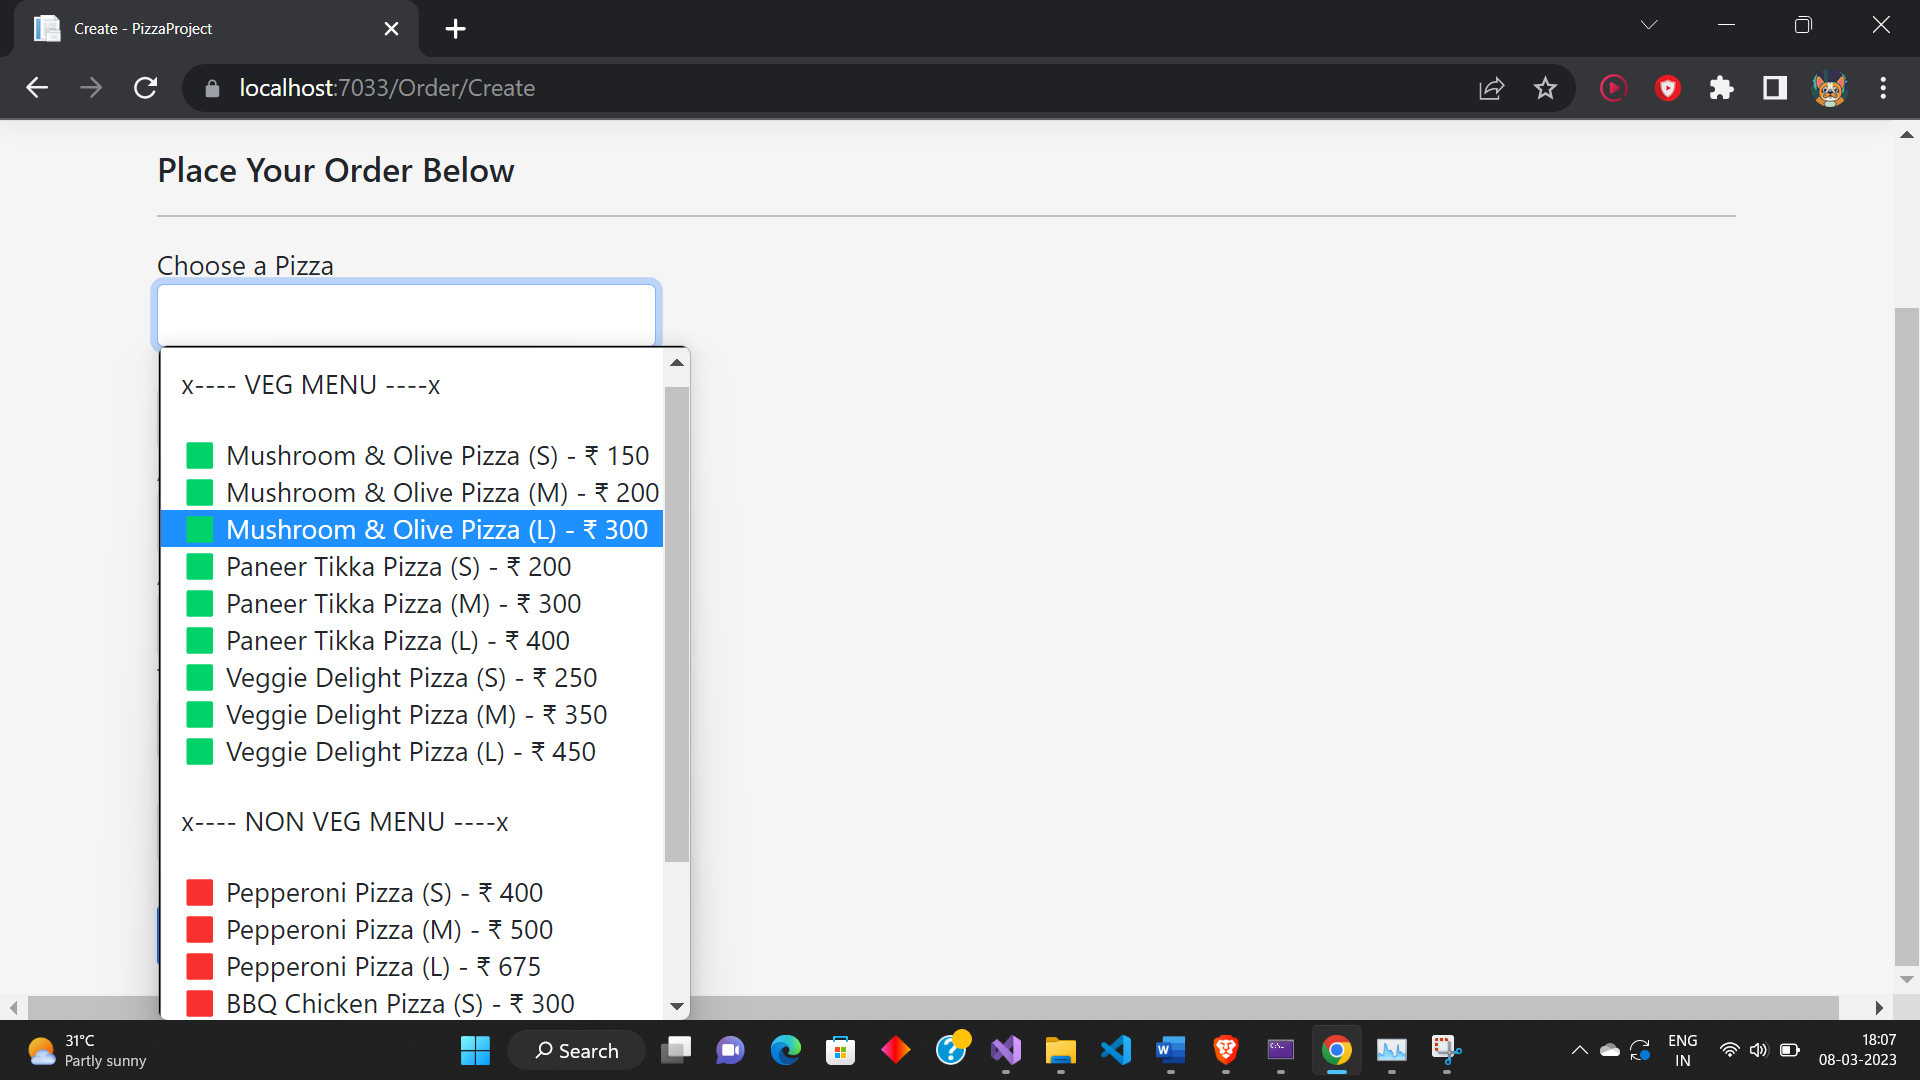 Create - PizzaProject
localhost:7033/Order/Create
Place Your Order Below
Choose a Pizza
x---- VEG MENU ----x
Mushroom & Olive Pizza (S) - ₹ 150
Mushroom & Olive Pizza (M) - ₹ 200
Mushroom & Olive Pizza (L) - ₹ 300
Paneer Tikka Pizza (S) - ₹ 200
Paneer Tikka Pizza (M) - ₹ 300
Paneer Tikka Pizza (L) - ₹ 400
Veggie Delight Pizza (S) - ₹ 250
Veggie Delight Pizza (M) - ₹ 350
Veggie Delight Pizza (L) - ₹ 450
x---- NON VEG MENU ----x
Pepperoni Pizza (S) - ₹ 400
Pepperoni Pizza (M) - ₹ 500
Pepperoni Pizza (L) - ₹ 675
BBQ Chicken Pizza (S) - ₹ 300
31°C
Partly sunny
Search
ENG
IN
18:07
08-03-2023